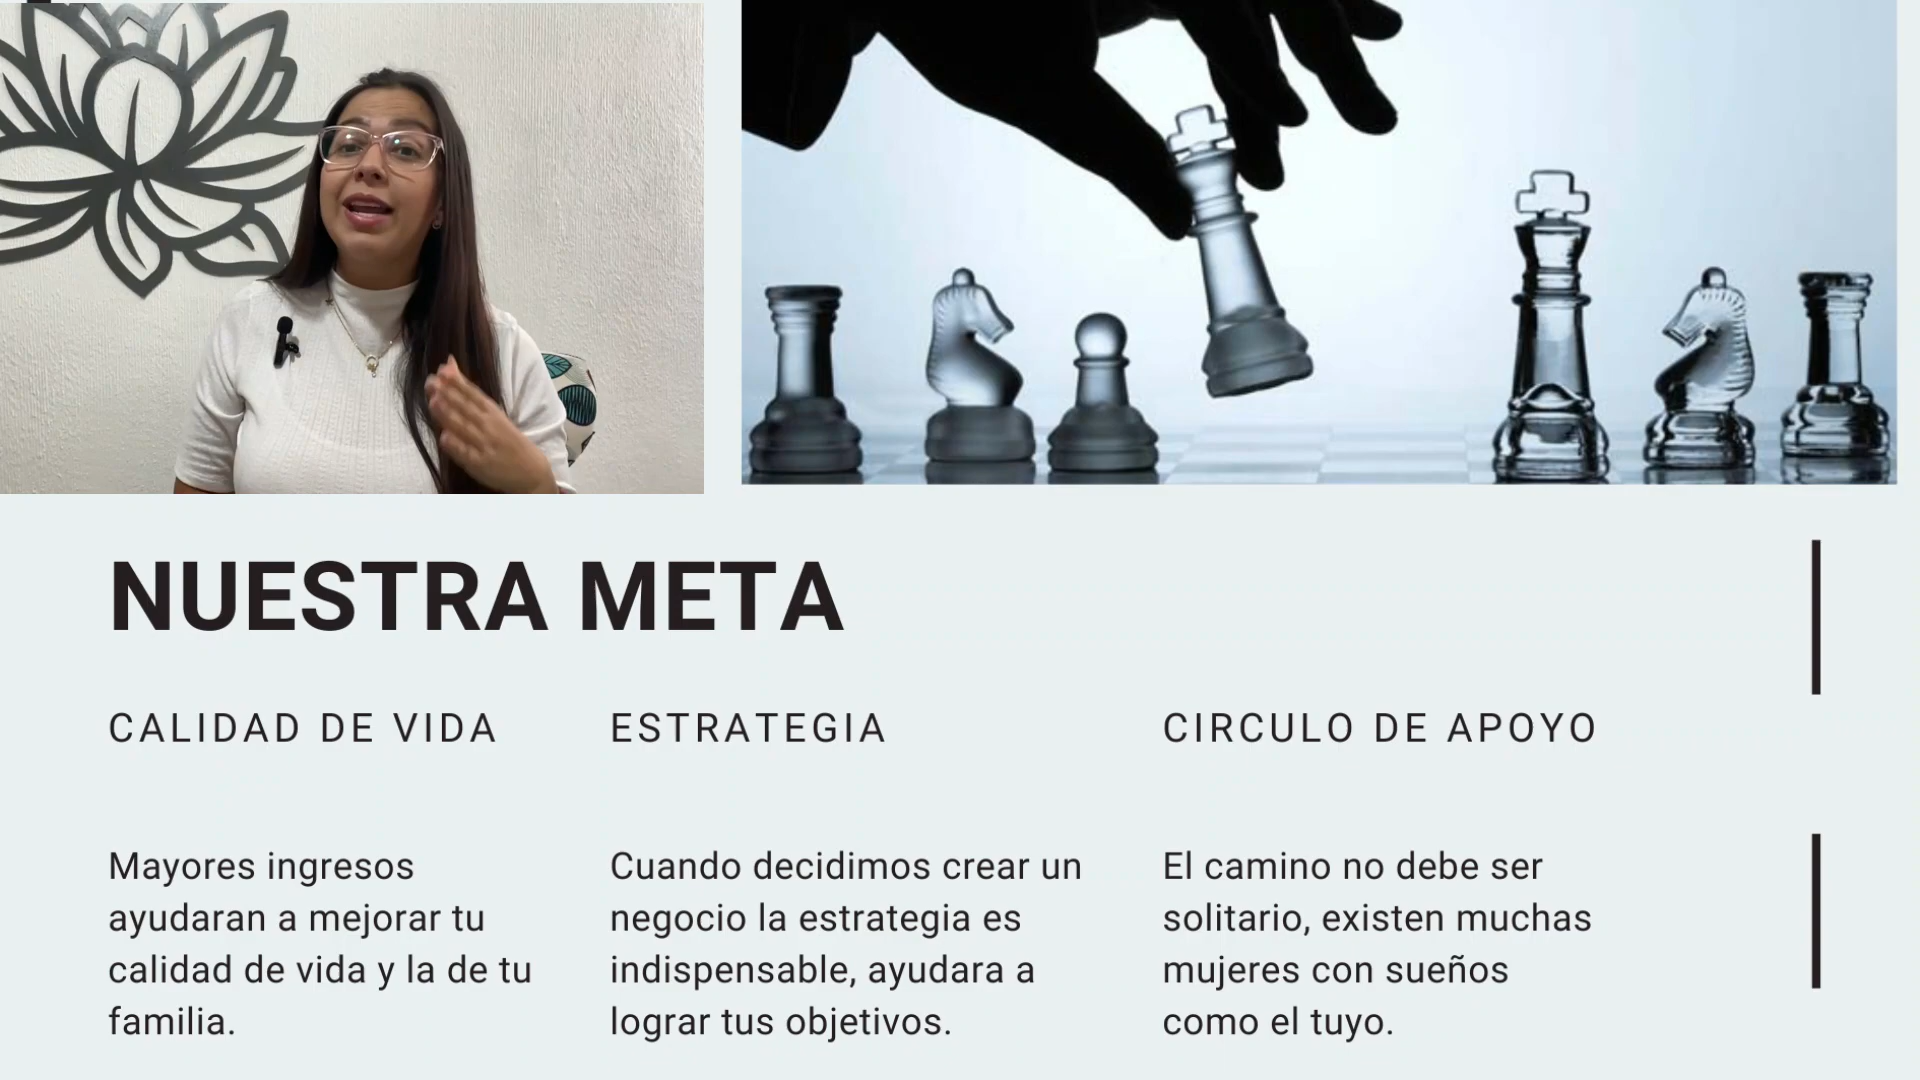 NUESTRA META
CALIDAD DE VIDA
Mayores ingresos
ayudaran a mejorar tu
calidad de vida y la de tu
familia.
ESTRATEGIA
Cuando decidimos crear un
negocio la estrategia es
indispensable, ayudara a
lograr tus objetivos.
CIRCULO DE APOYO
El camino no debe ser
solitario, existen muchas
mujeres con sueños
como el tuyo.